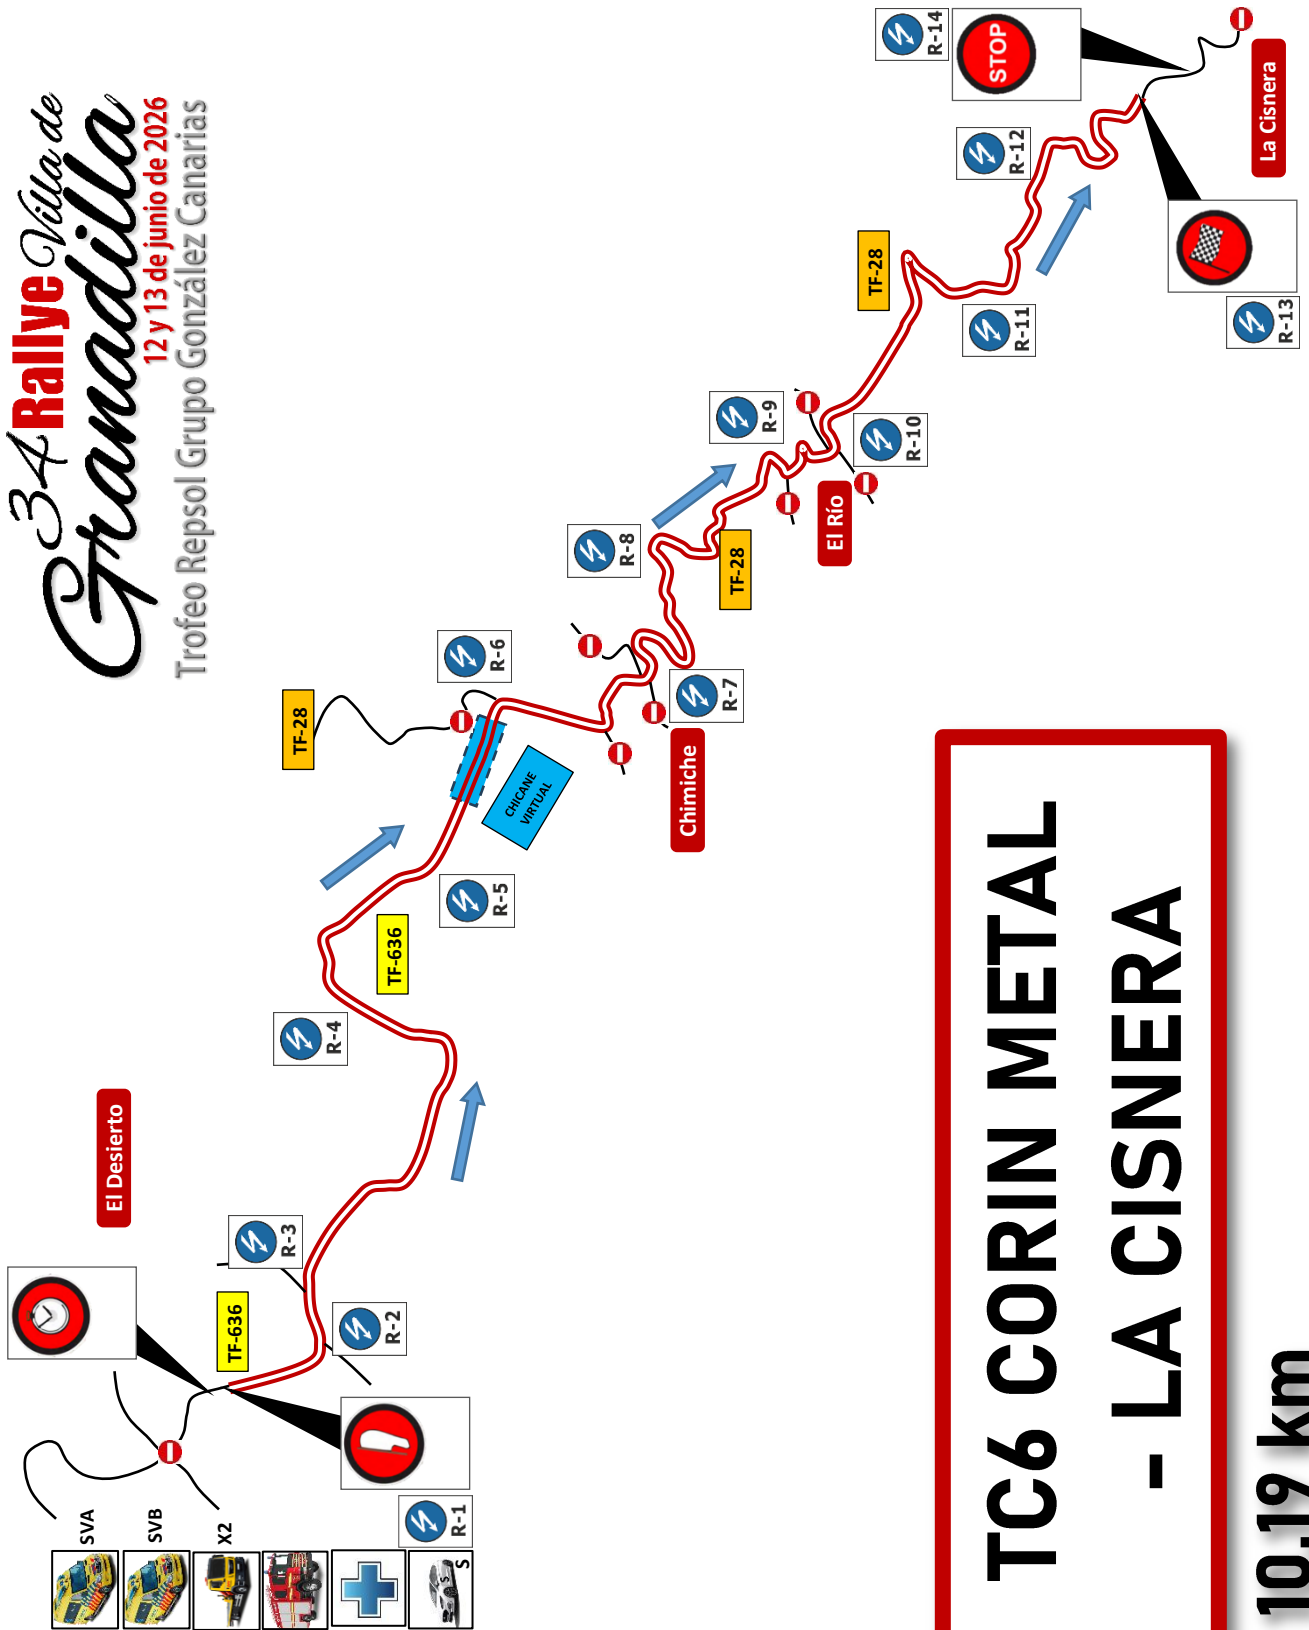 34 Rallye Villa de
Granadilla
12 y 13 de junio de 2026
Trofeo Repsol Grupo González Canarias
SVA
SVB
X2
S
S
R-1
El Desierto
TF-636
R-2
R-3
R-4
TF-636
R-5
TF-28
CHICANE
VIRTUAL
R-6
Chimiche
R-7
R-8
TF-28
El Río
R-9
R-10
TF-28
R-11
R-12
R-13
STOP
R-14
La Cisnera
TC6 CORIN METAL
- LA CISNERA
10.19 km